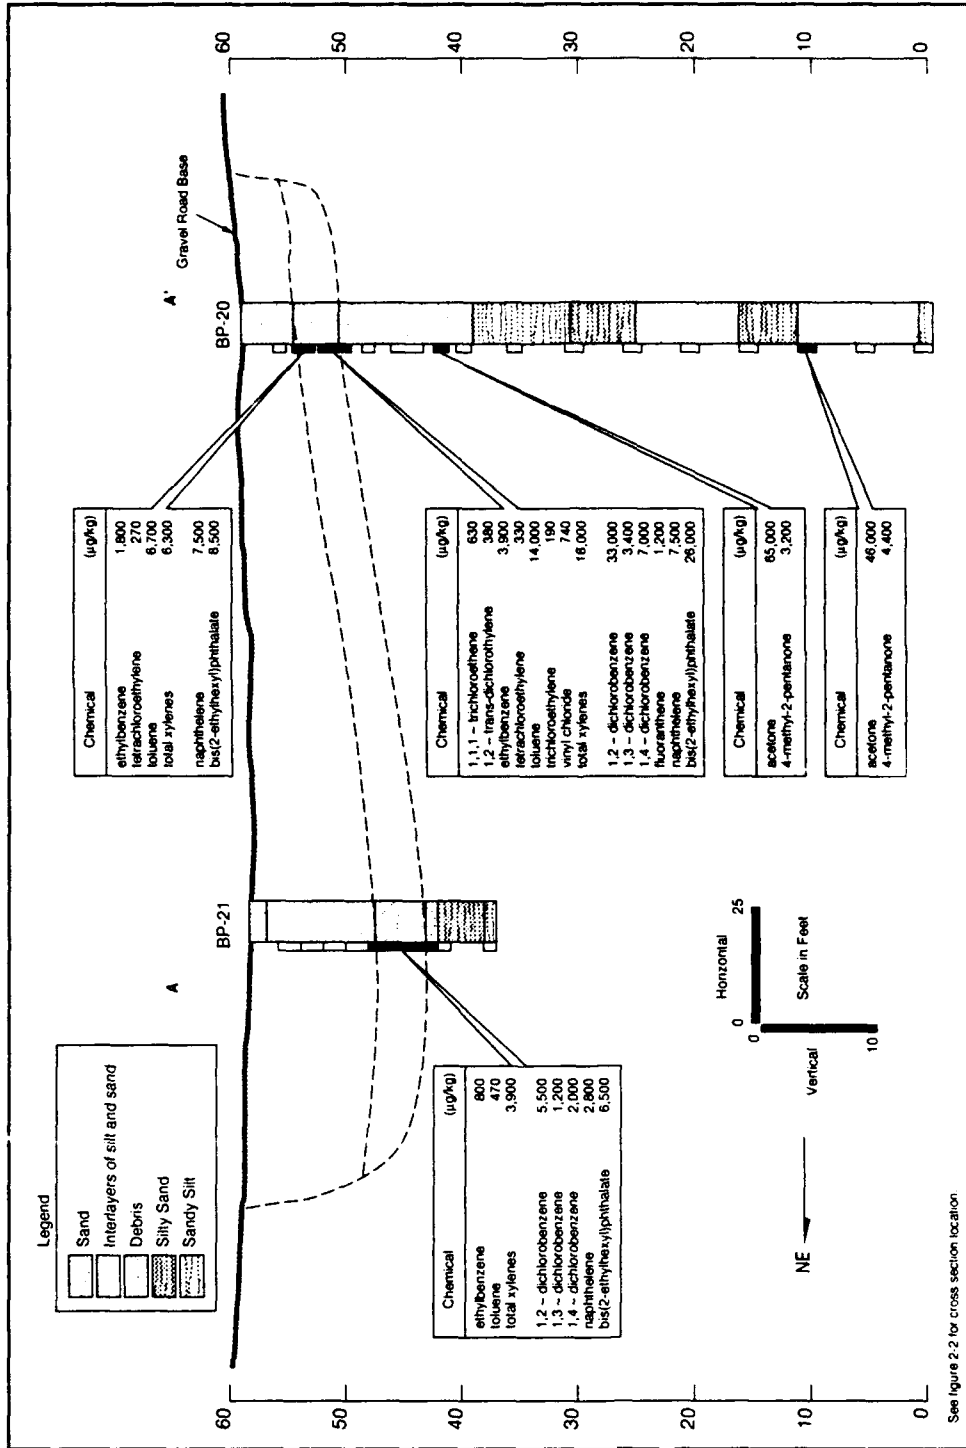 Legend
Sand
Interlayers of silt and sand
Debris
Silty Sand
Sandy Silt
A
BP-21
A'
BP-20
Gravel Road Base
60
50
40
30
20
10
0
60
50
40
30
20
10
0
Chemical (µg/kg)
ethylbenzene 800
toluene 470
total xylenes 3,900
1,2 - dichlorobenzene 5,500
1,3 - dichlorobenzene 1,200
1,4 - dichlorobenzene 2,000
naphthelene 2,800
bis(2-ethylhexyl)phthalate 6,500
Chemical (µg/kg)
ethylbenzene 1,800
tetrachloroethylene 270
toluene 6,700
total xylenes 6,300
naphthelene 7,500
bis(2-ethylhexyl)phthalate 8,500
Chemical (µg/kg)
1,1,1 - trichloroethene 630
1,2 - trans-dichlorothylene 380
ethylbenzene 3,900
tetrachloroethylene 330
toluene 14,000
trichloroethylene 190
vinyl chloride 740
total xylenes 16,000
1,2 - dichlorobenzene 33,000
1,3 - dichlorobenzene 3,400
1,4 - dichlorobenzene 7,000
fluoranthene 1,200
naphthelene 7,500
bis(2-ethylhexyl)phthalate 26,000
Chemical (µg/kg)
acetone 65,000
4-methyl-2-pentanone 3,200
Chemical (µg/kg)
acetone 46,000
4-methyl-2-pentanone 4,400
NE
Horizontal
0 25
Scale in Feet
0
10
Vertical
See figure 2-2 for cross section location.